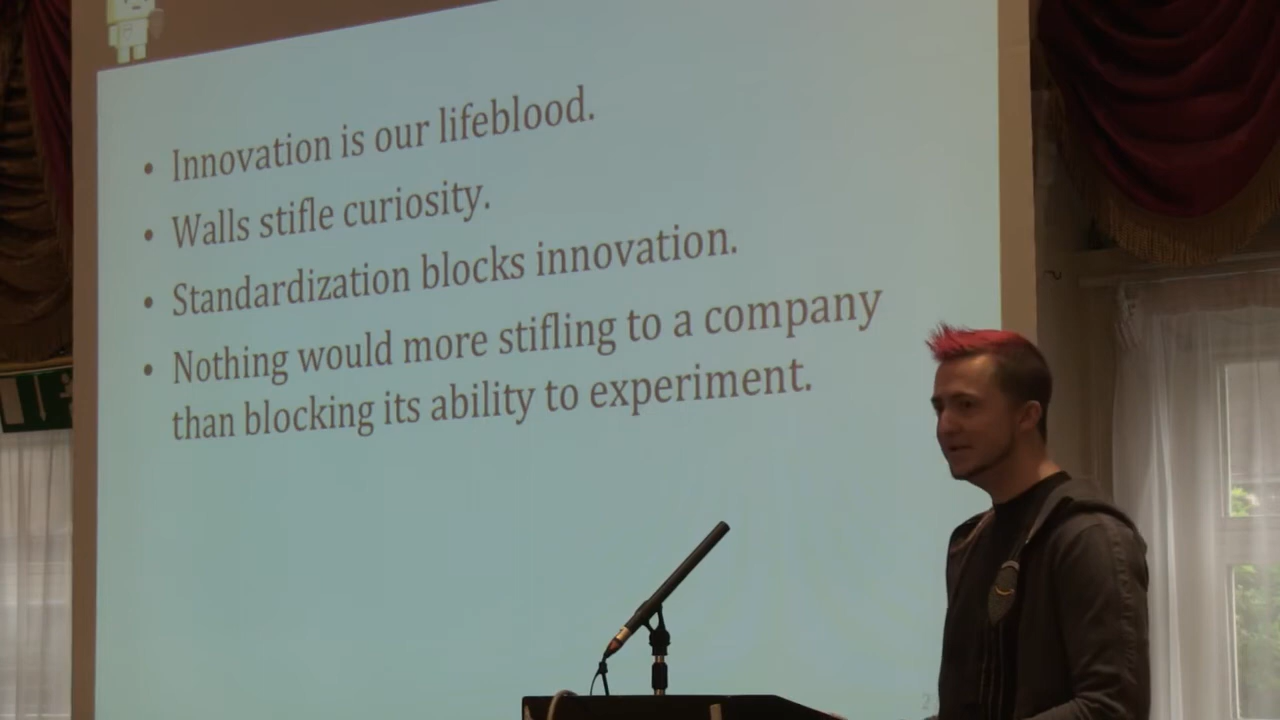 • Innovation is our lifeblood.
• Walls stifle curiosity.
• Standardization blocks innovation.
• Nothing would more stifling to a company
than blocking its ability to experiment.